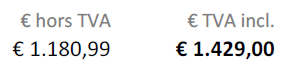 € hors TVA € TVA incl.
€ 1.180,99 € 1.429,00